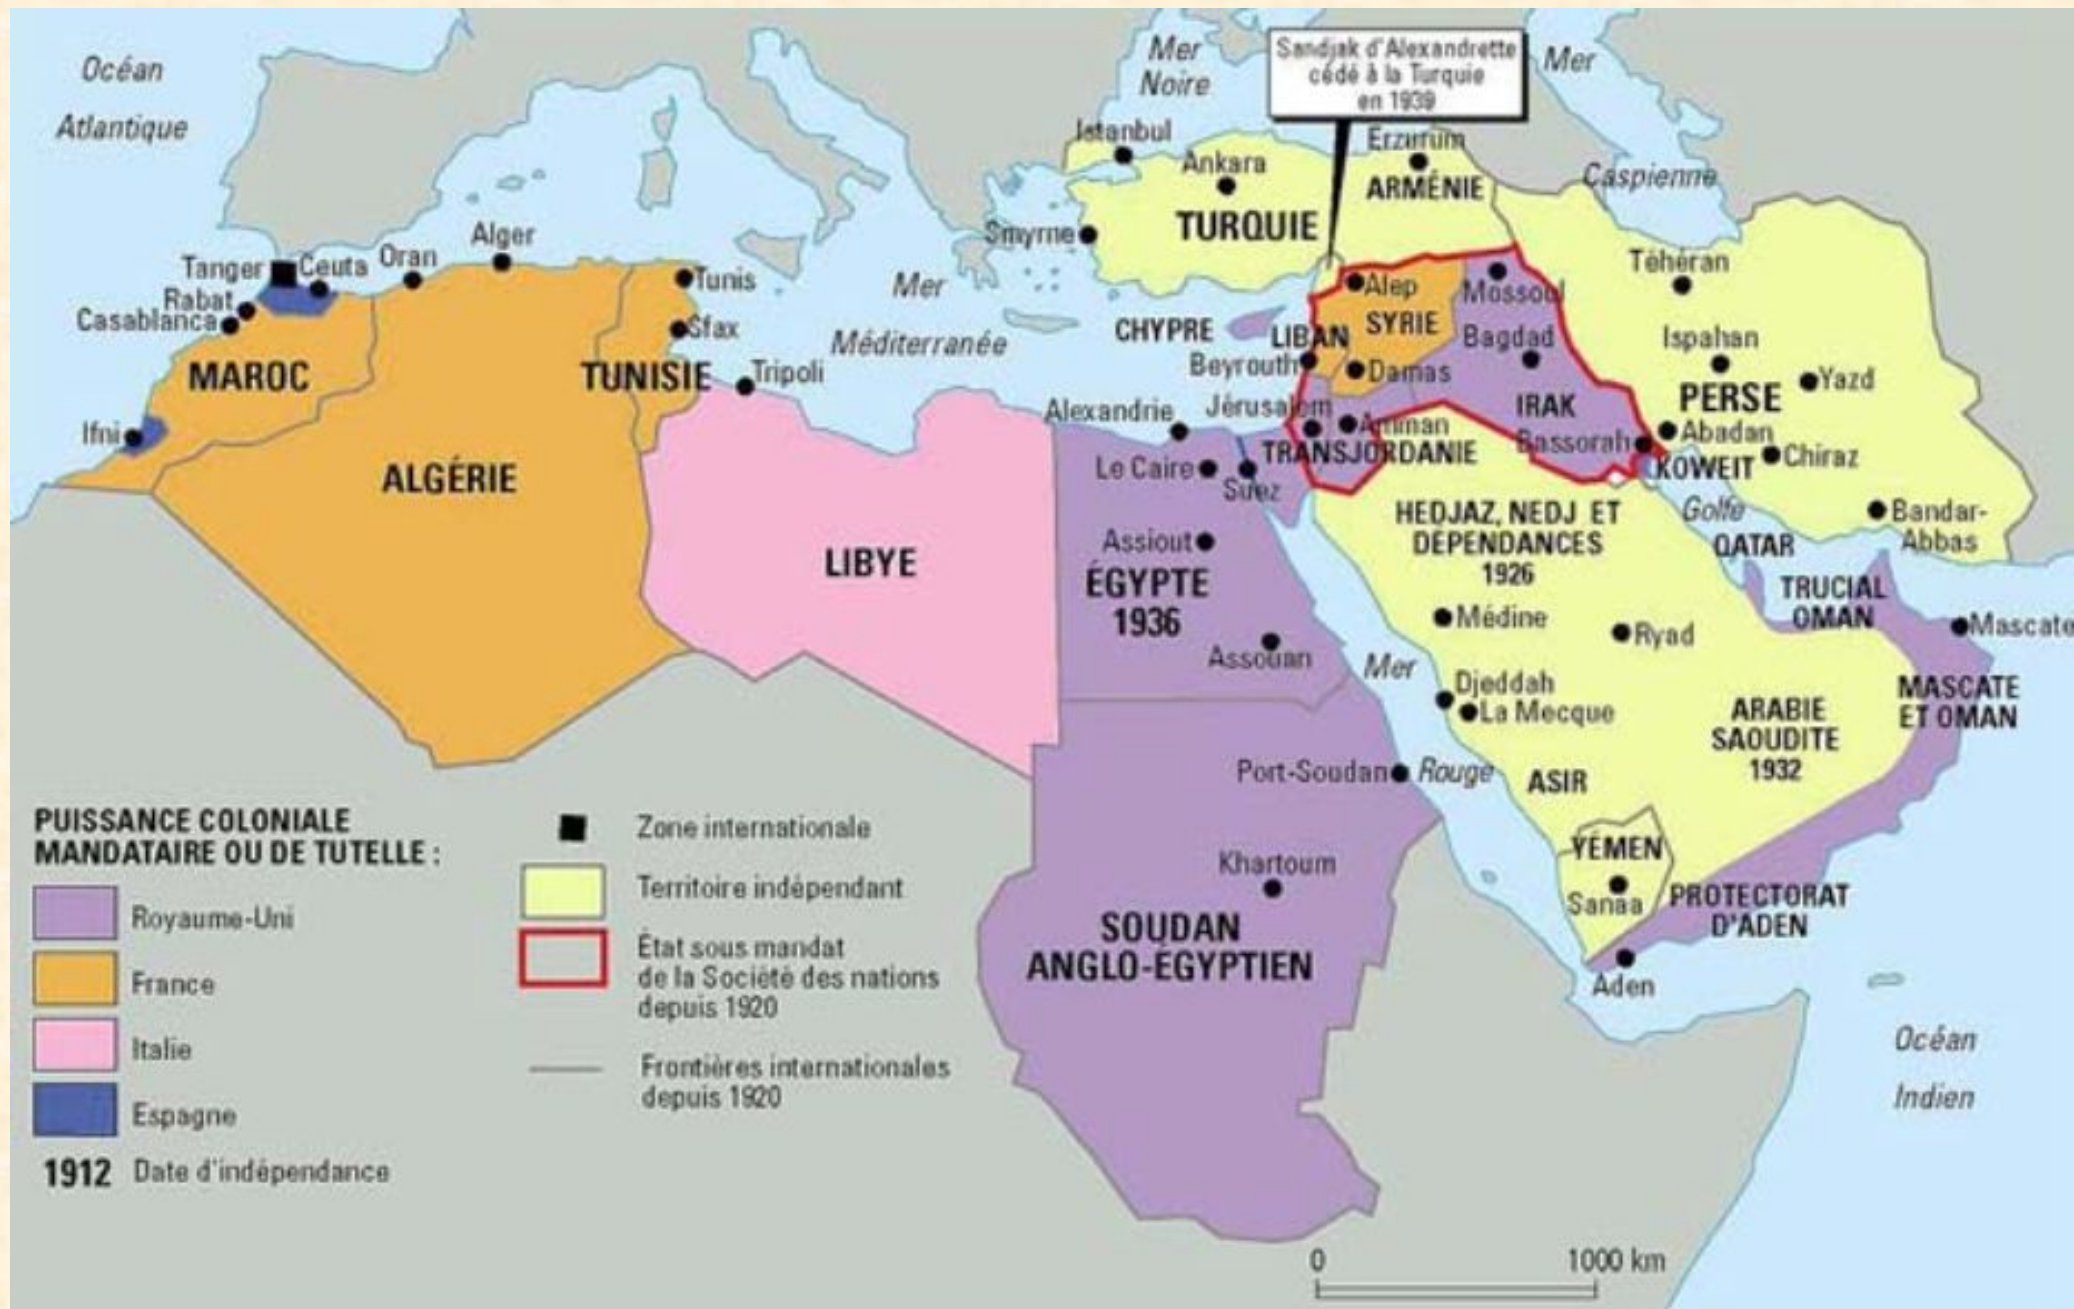 Océan
Atlantique
Mer
Noire
Sandjak d'Alexandrette
cédé à la Turquie
en 1939
Mer
Caspienne
Istanbul
Ankara
Erzurum
ARMÉNIE
TURQUIE
Smyrne
Tanger
Ceuta
Oran
Alger
Rabat
Casablanca
Tunis
Sfax
Mer
Méditerranée
CHYPRE
LIBAN
Alep
SYRIE
Mossoul
Téhéran
Beyrouth
Damas
Bagdad
Ispahan
Yazd
MAROC
TUNISIE
Tripoli
Ifni
ALGÉRIE
Alexandrie
Jérusalem
Amman
IRAK
PERSE
Abadan
Bassorah
TRANSJORDANIE
KOWEIT
Chiraz
Le Caire
Suez
HEDJAZ, NEDJ ET
DÉPENDANCES
1926
Golfe
Bandar-
Abbas
QATAR
LIBYE
Assiout
ÉGYPTE
1936
Assouan
Médine
Ryad
TRUCIAL
OMAN
Mascate
Mer
Djeddah
La Mecque
ARABIE
SAOUDITE
1932
MASCATE
ET OMAN
Port-Soudan
Rouge
ASIR
YÉMEN
Sanaa
PROTECTORAT
D'ADEN
Aden
Khartoum
SOUDAN
ANGLO-ÉGYPTIEN
Océan
Indien
PUISSANCE COLONIALE
MANDATAIRE OU DE TUTELLE :
Royaume-Uni
France
Italie
Espagne
1912 Date d'indépendance
Zone internationale
Territoire indépendant
État sous mandat
de la Société des nations
depuis 1920
Frontières internationales
depuis 1920
0 1000 km